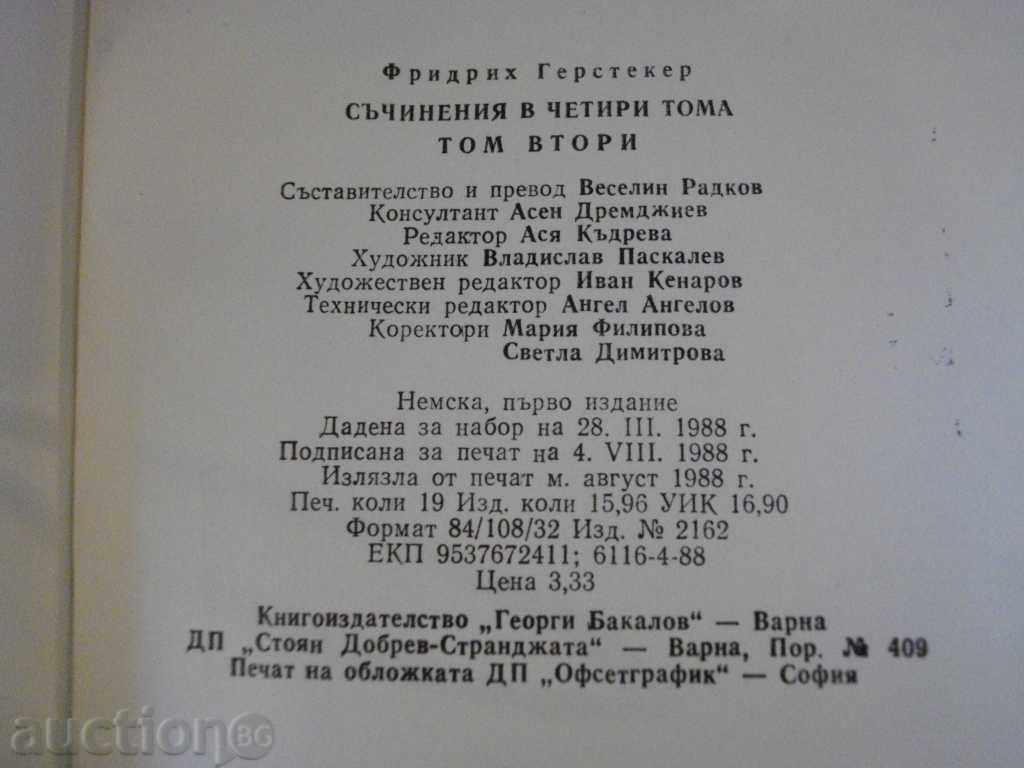 Фридрих Герстекер
СЪЧИНЕНИЯ В ЧЕТИРИ ТОМА
ТОМ ВТОРИ
Съставителство и превод Веселин Радков
Консултант Асен Дремджиев
Редактор Ася Къдрева
Художник Владислав Паскалев
Художествен редактор Иван Кенаров
Технически редактор Ангел Ангелов
Коректори Мария Филипова
Светла Димитрова
Немска, първо издание
Дадена за набор на 28. III. 1988 г.
Подписана за печат на 4. VIII. 1988 г.
Излязла от печат м. август 1988 г.
Печ. коли 19 Изд. коли 15,96 УИК 16,90
Формат 84/108/32 Изд. № 2162
ЕКП 9537672411; 6116-4-88
Цена 3,33
Книгоиздателство „Георги Бакалов“ — Варна
ДП „Стоян Добрев-Странджата“ — Варна, Пор. № 409
Печат на обложката ДП „Офсетграфик“ — София
auction BG